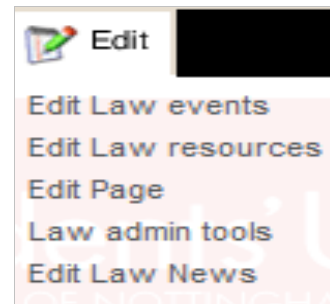 Edit
Edit Law events
Edit Law resources
Edit Page
Law admin tools
Edit Law News